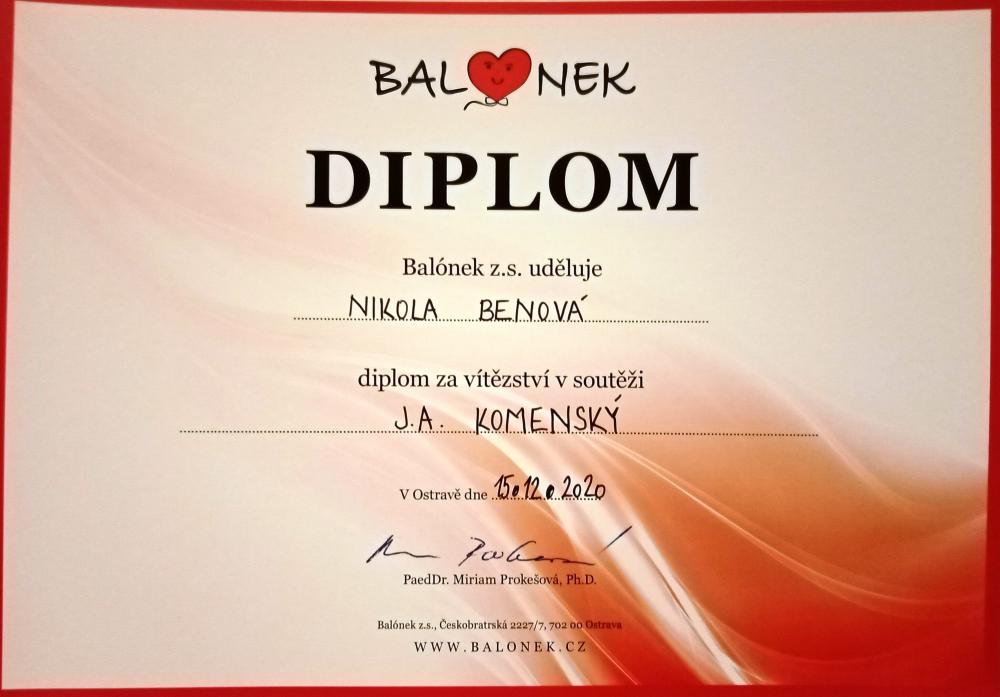 BALONEK
DIPLOM
Balónek z.s. uděluje
NIKOLA BENOVÁ
diplom za vítězství v soutěži
J.A. KOMENSKÝ
V Ostravě dne 15.12.2020
PaedDr. Miriam Prokešová, Ph.D.
Balónek z.s., Českobratrská 2227/7, 702 00 Ostrava
WWW.BALONEK.CZ